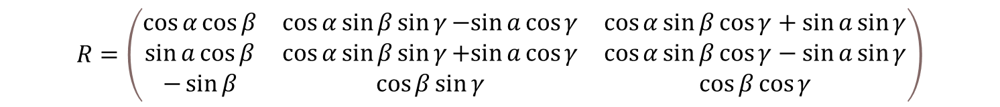 cos α cos β cos α sin β sin γ −sin a cos γ cos α sin β cos γ + sin a sin γ
R = sin a cos β cos α sin β sin γ +sin a cos γ cos α sin β cos γ − sin a sin γ
− sin β cos β sin γ cos β cos γ